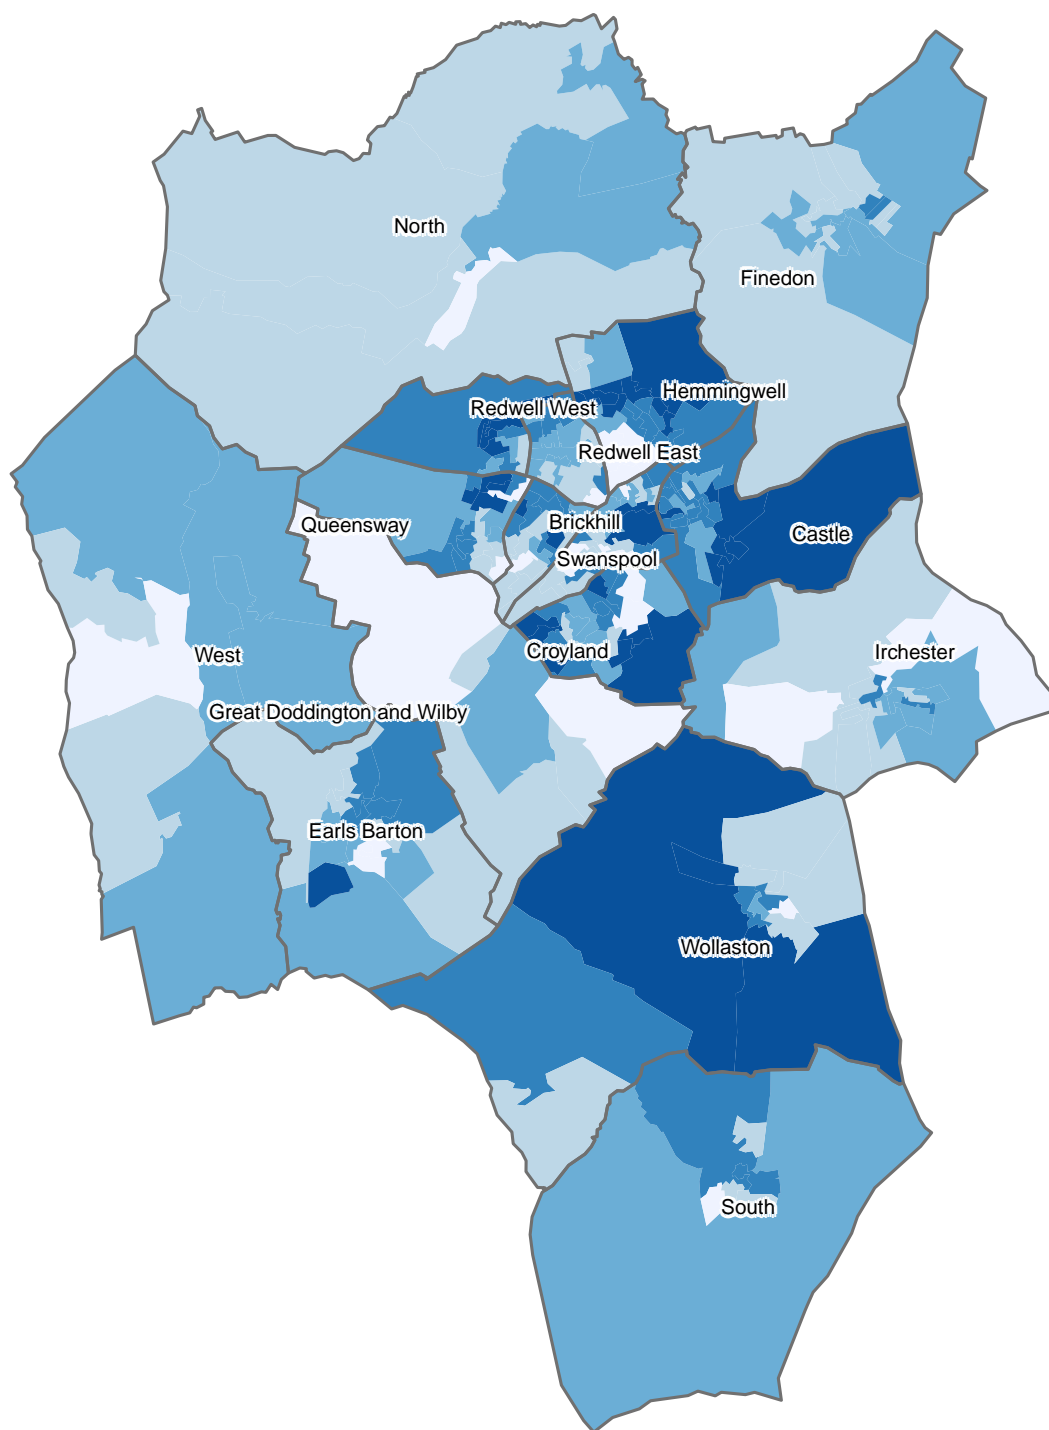 North
Finedon
Hemmingwell
Redwell West
Redwell East
Queensway
Brickhill
Castle
Swanspool
Croyland
Irchester
West
Great Doddington and Wilby
Earls Barton
Wollaston
South